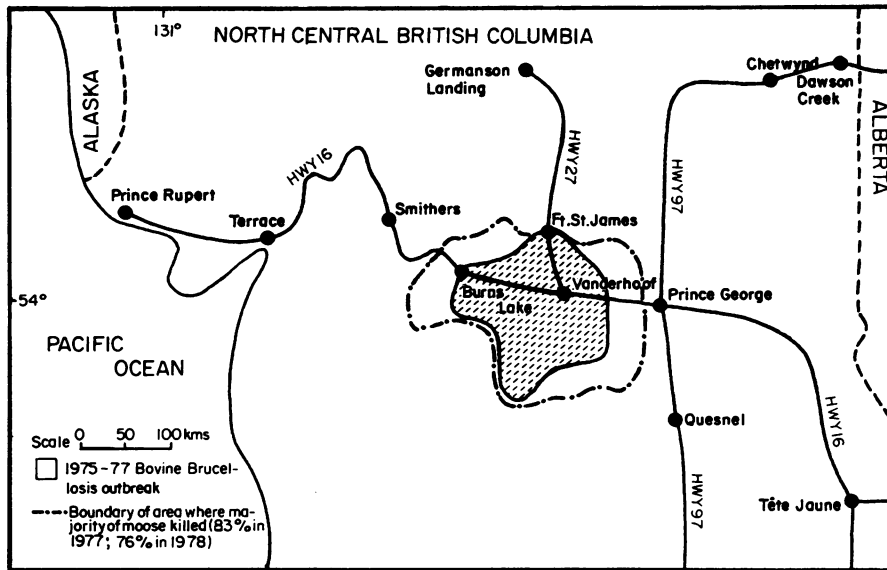 131°
NORTH CENTRAL BRITISH COLUMBIA
Germanson
Landing
Chetwynd
Dawson
Creek
ALASKA
ALBERTA
HWY16
HWY27
HWY97
Prince Rupert
Terrace
Smithers
Ft.St.James
54°
Burns
Lake
Vanderhoof
Prince George
PACIFIC
OCEAN
Quesnel
HWY16
HWY97
Tête Jaune
Scale 0 50 100 kms
1975-77 Bovine Brucel-
losis outbreak
Boundary of area where ma-
jority of moose killed (83% in
1977; 76% in 1978)